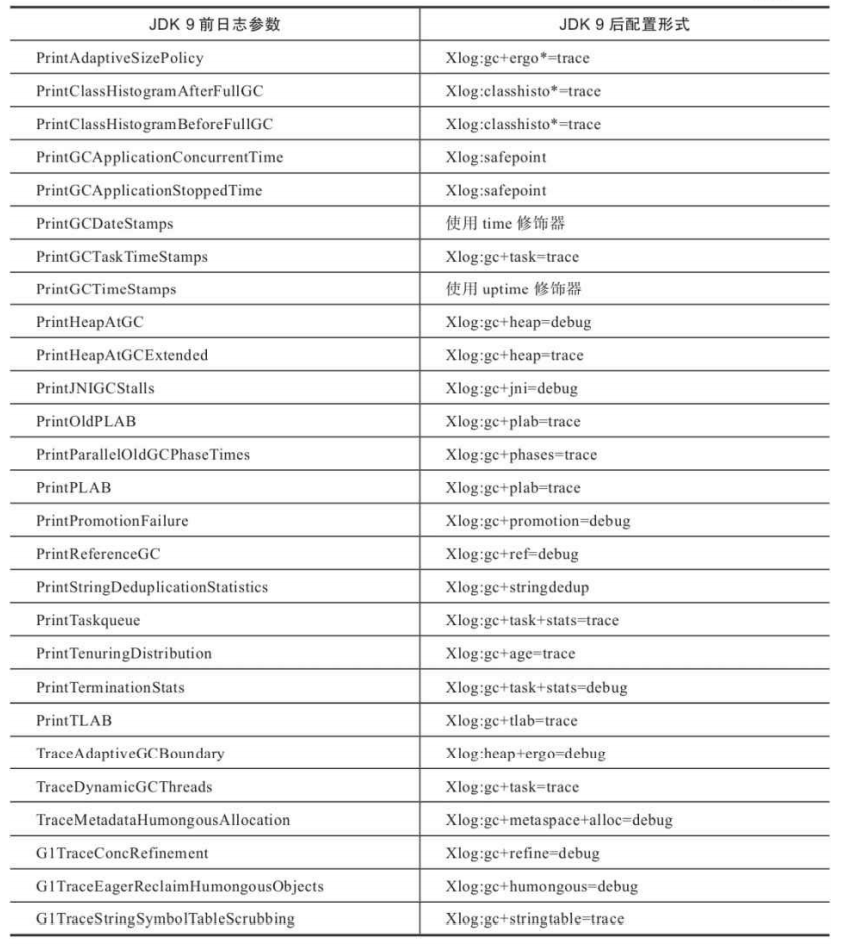 JDK 9 前日志参数 JDK 9 后配置形式
PrintAdaptiveSizePolicy Xlog:gc+ergo*=trace
PrintClassHistogramAfterFullGC Xlog:classhisto*=trace
PrintClassHistogramBeforeFullGC Xlog:classhisto*=trace
PrintGCApplicationConcurrentTime Xlog:safepoint
PrintGCApplicationStoppedTime Xlog:safepoint
PrintGCDateStamps 使用 time 修饰器
PrintGCTaskTimeStamps Xlog:gc+task=trace
PrintGCTimeStamps 使用 uptime 修饰器
PrintHeapAtGC Xlog:gc+heap=debug
PrintHeapAtGCExtended Xlog:gc+heap=trace
PrintJNIGCStalls Xlog:gc+jni=debug
PrintOldPLAB Xlog:gc+plab=trace
PrintParallelOldGCPhaseTimes Xlog:gc+phases=trace
PrintPLAB Xlog:gc+plab=trace
PrintPromotionFailure Xlog:gc+promotion=debug
PrintReferenceGC Xlog:gc+ref=debug
PrintStringDeduplicationStatistics Xlog:gc+stringdedup
PrintTaskqueue Xlog:gc+task+stats=trace
PrintTenuringDistribution Xlog:gc+age=trace
PrintTerminationStats Xlog:gc+task+stats=debug
PrintTLAB Xlog:gc+tlab=trace
TraceAdaptiveGCBoundary Xlog:heap+ergo=debug
TraceDynamicGCThreads Xlog:gc+task=trace
TraceMetadataHumongousAllocation Xlog:gc+metaspace+alloc=debug
G1TraceConcRefinement Xlog:gc+refine=debug
G1TraceEagerReclaimHumongousObjects Xlog:gc+humongous=debug
G1TraceStringSymbolTableScrubbing Xlog:gc+stringtable=trace